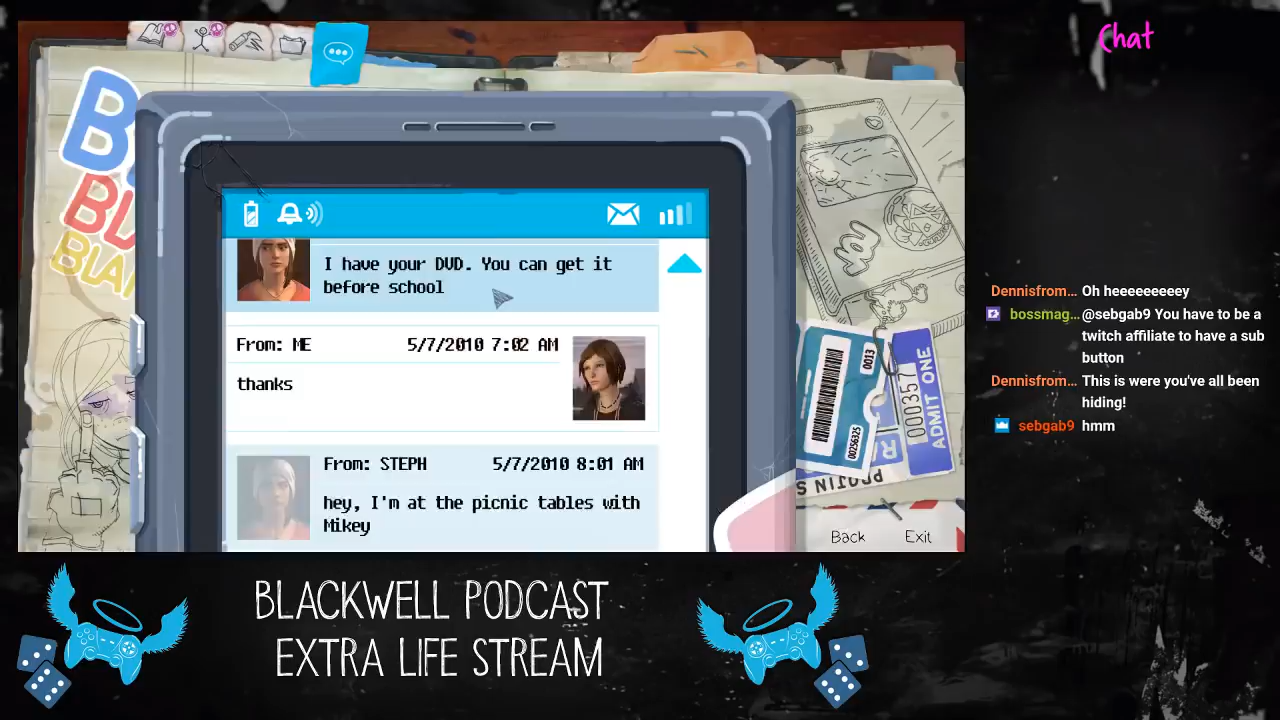 Chat
I have your DVD. You can get it
before school
From: ME 5/7/2010 7:02 AM
thanks
From: STEPH 5/7/2010 8:01 AM
hey, I'm at the picnic tables with
Mikey
0013
00256325
000357
ADMIT ONE
Back Exit
Dennisfrom... Oh heeeeeeeey
bossmag... @sebgab9 You have to be a
twitch affiliate to have a sub
button
Dennisfrom... This is were you've all been
hiding!
sebgab9 hmm
BLACKWELL PODCAST
EXTRA LIFE STREAM